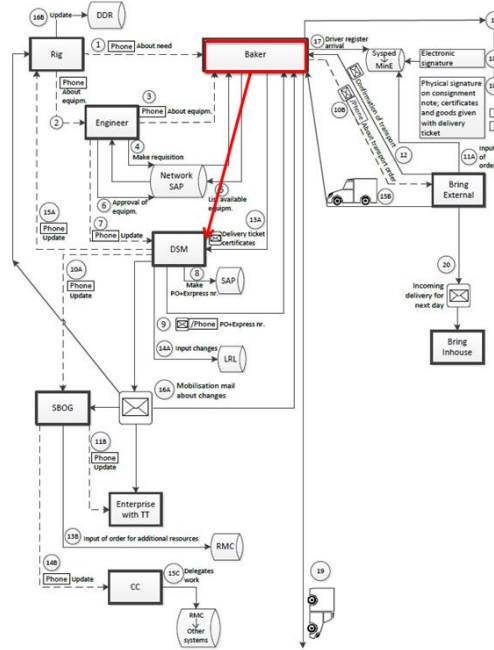 16B Update
DDR
Rig
1 Phone About need
Baker
17 Driver register
arrival
Sysped
MinE
Electronic
signature
Physical signature
on consignment
note; certificates
and goods given
with delivery
ticket
Phone
About
equipm.
2
Engineer
3
Phone About equipm.
4
Make requisition
Network
SAP
5
List available
equipm.
6 Approval of
equipm.
7
Phone Update
Confirmation of transport
10B
/Phone About transport
order
12
11A Input
of
order
Bring
External
15B
15A
Phone
Update
13A
DSM
Delivery ticket
certificates
8
Make
PO+Express nr.
SAP
9 /Phone PO+Express nr.
14A Input changes
LRL
10A
Phone
Update
20
Incoming
delivery for
next day
Bring
Inhouse
16A Mobilisation mail
about changes
SBOG
11B
Phone
Update
Enterprise
with TT
13B Input of order for additional resources
RMC
14B
Phone Update
CC
15C Delegates
work
RMC
Other
systems
19